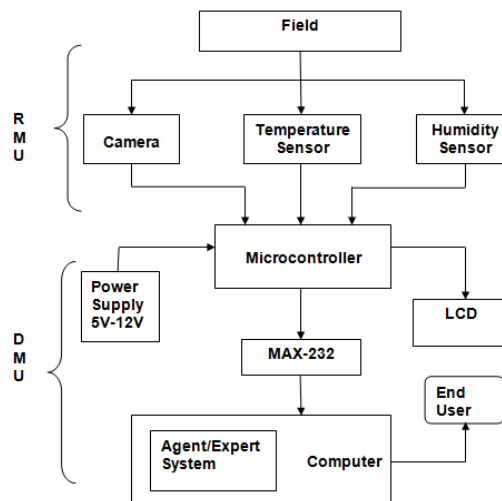 Field
R
M
U
Camera
Temperature
Sensor
Humidity
Sensor
Microcontroller
D
M
U
Power
Supply
5V-12V
LCD
MAX-232
End
User
Agent/Expert
System
Computer